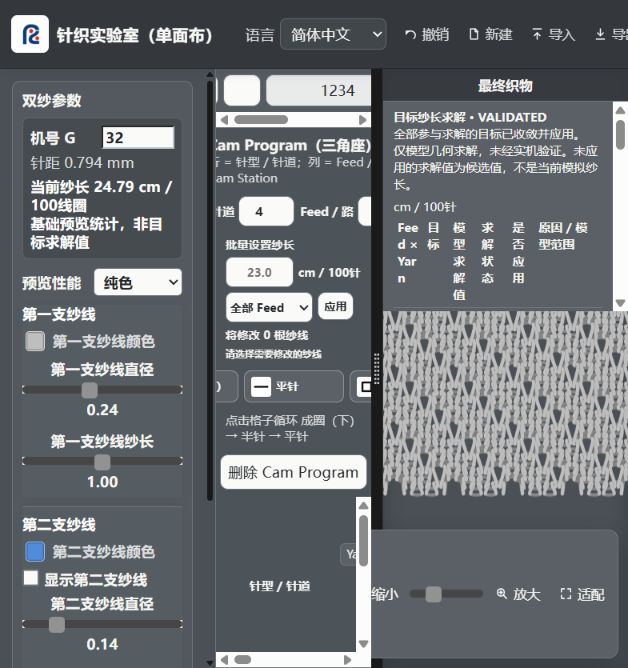 针织实验室（单面布）
语言
简体中文
撤销
新建
导入
双纱参数
机号 G
32
针距 0.794 mm
当前纱长 24.79 cm /
100线圈
基础预览统计，非目
标求解值
预览性能
纯色
第一支纱线
第一支纱线颜色
第一支纱线直径
0.24
第一支纱线纱长
1.00
第二支纱线
第二支纱线颜色
显示第二支纱线
第二支纱线直径
0.14
1234
Cam Program（三角座）
= 针型 / 针道；列 = Feed /
am Station
4
Feed / 路
批量设置纱长
23.0
cm / 100针
全部 Feed
应用
将修改 0 根纱线
请选择需要修改的纱线
平针
点击格子循环 成圈（下）
→ 半针 → 平针
删除 Cam Program
针型 / 针道
最终织物
目标纱长求解 • VALIDATED
全部参与求解的目标已收敛并应用。
仅模型几何求解，未经实机验证。未应
用的求解值为候选值，不是当前模拟纱
长。
cm / 100针
Fee
d ×
Yar
n
目
标
模
型
求
解
值
求
解
状
态
是
否
应
用
原因 / 模
型范围
缩小
放大
适配